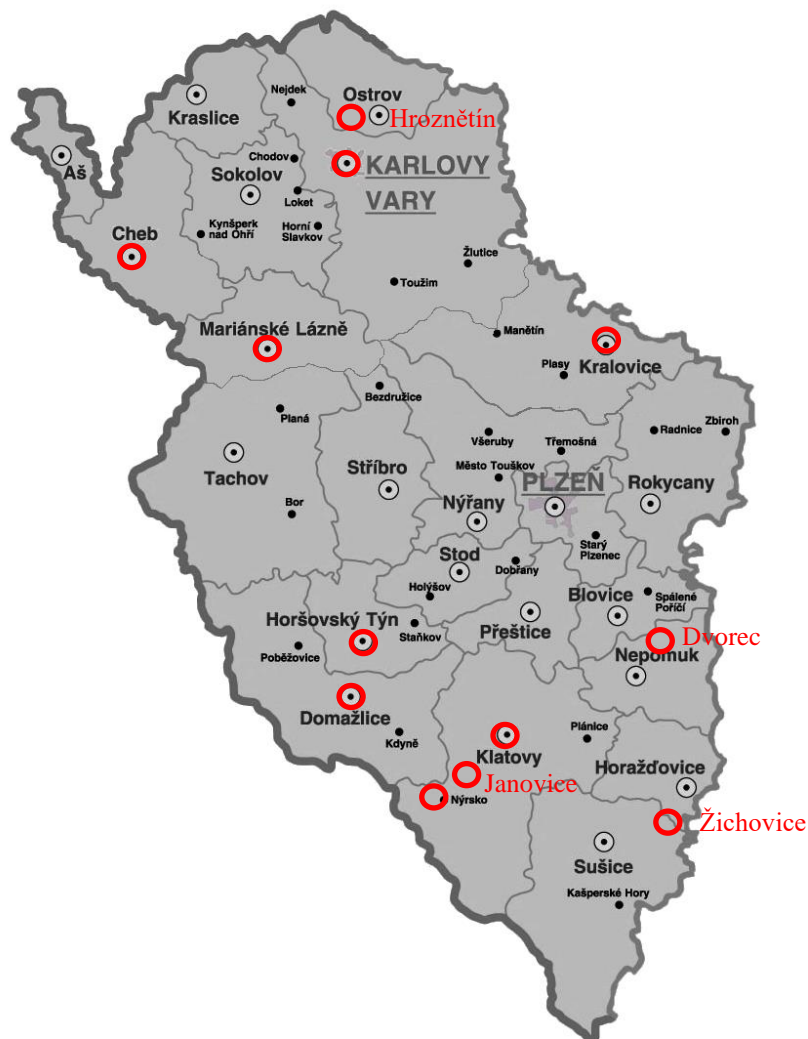 Ostrov
Nejdek
Kraslice
Hroznětín
Chodov
KARLOVY
VARY
Aš
Sokolov
Loket
Cheb
Kynšperk
nad Ohří
Horní
Slavkov
Žlutice
Toužim
Mariánské Lázně
Manětín
Kralovice
Plasy
Bezdružice
Planá
Všeruby
Třemošná
Radnice
Zbiroh
Tachov
Stříbro
Město Touškov
PLZEŇ
Rokycany
Bor
Nýřany
Starý
Plzenec
Stod
Dobřany
Holýšov
Blovice
Spálené
Poříčí
Horšovský Týn
Staňkov
Přeštice
Dvorec
Poběžovice
Nepomuk
Domažlice
Kdyně
Plánice
Klatovy
Horažďovice
Janovice
Nýrsko
Žichovice
Sušice
Kašperské Hory